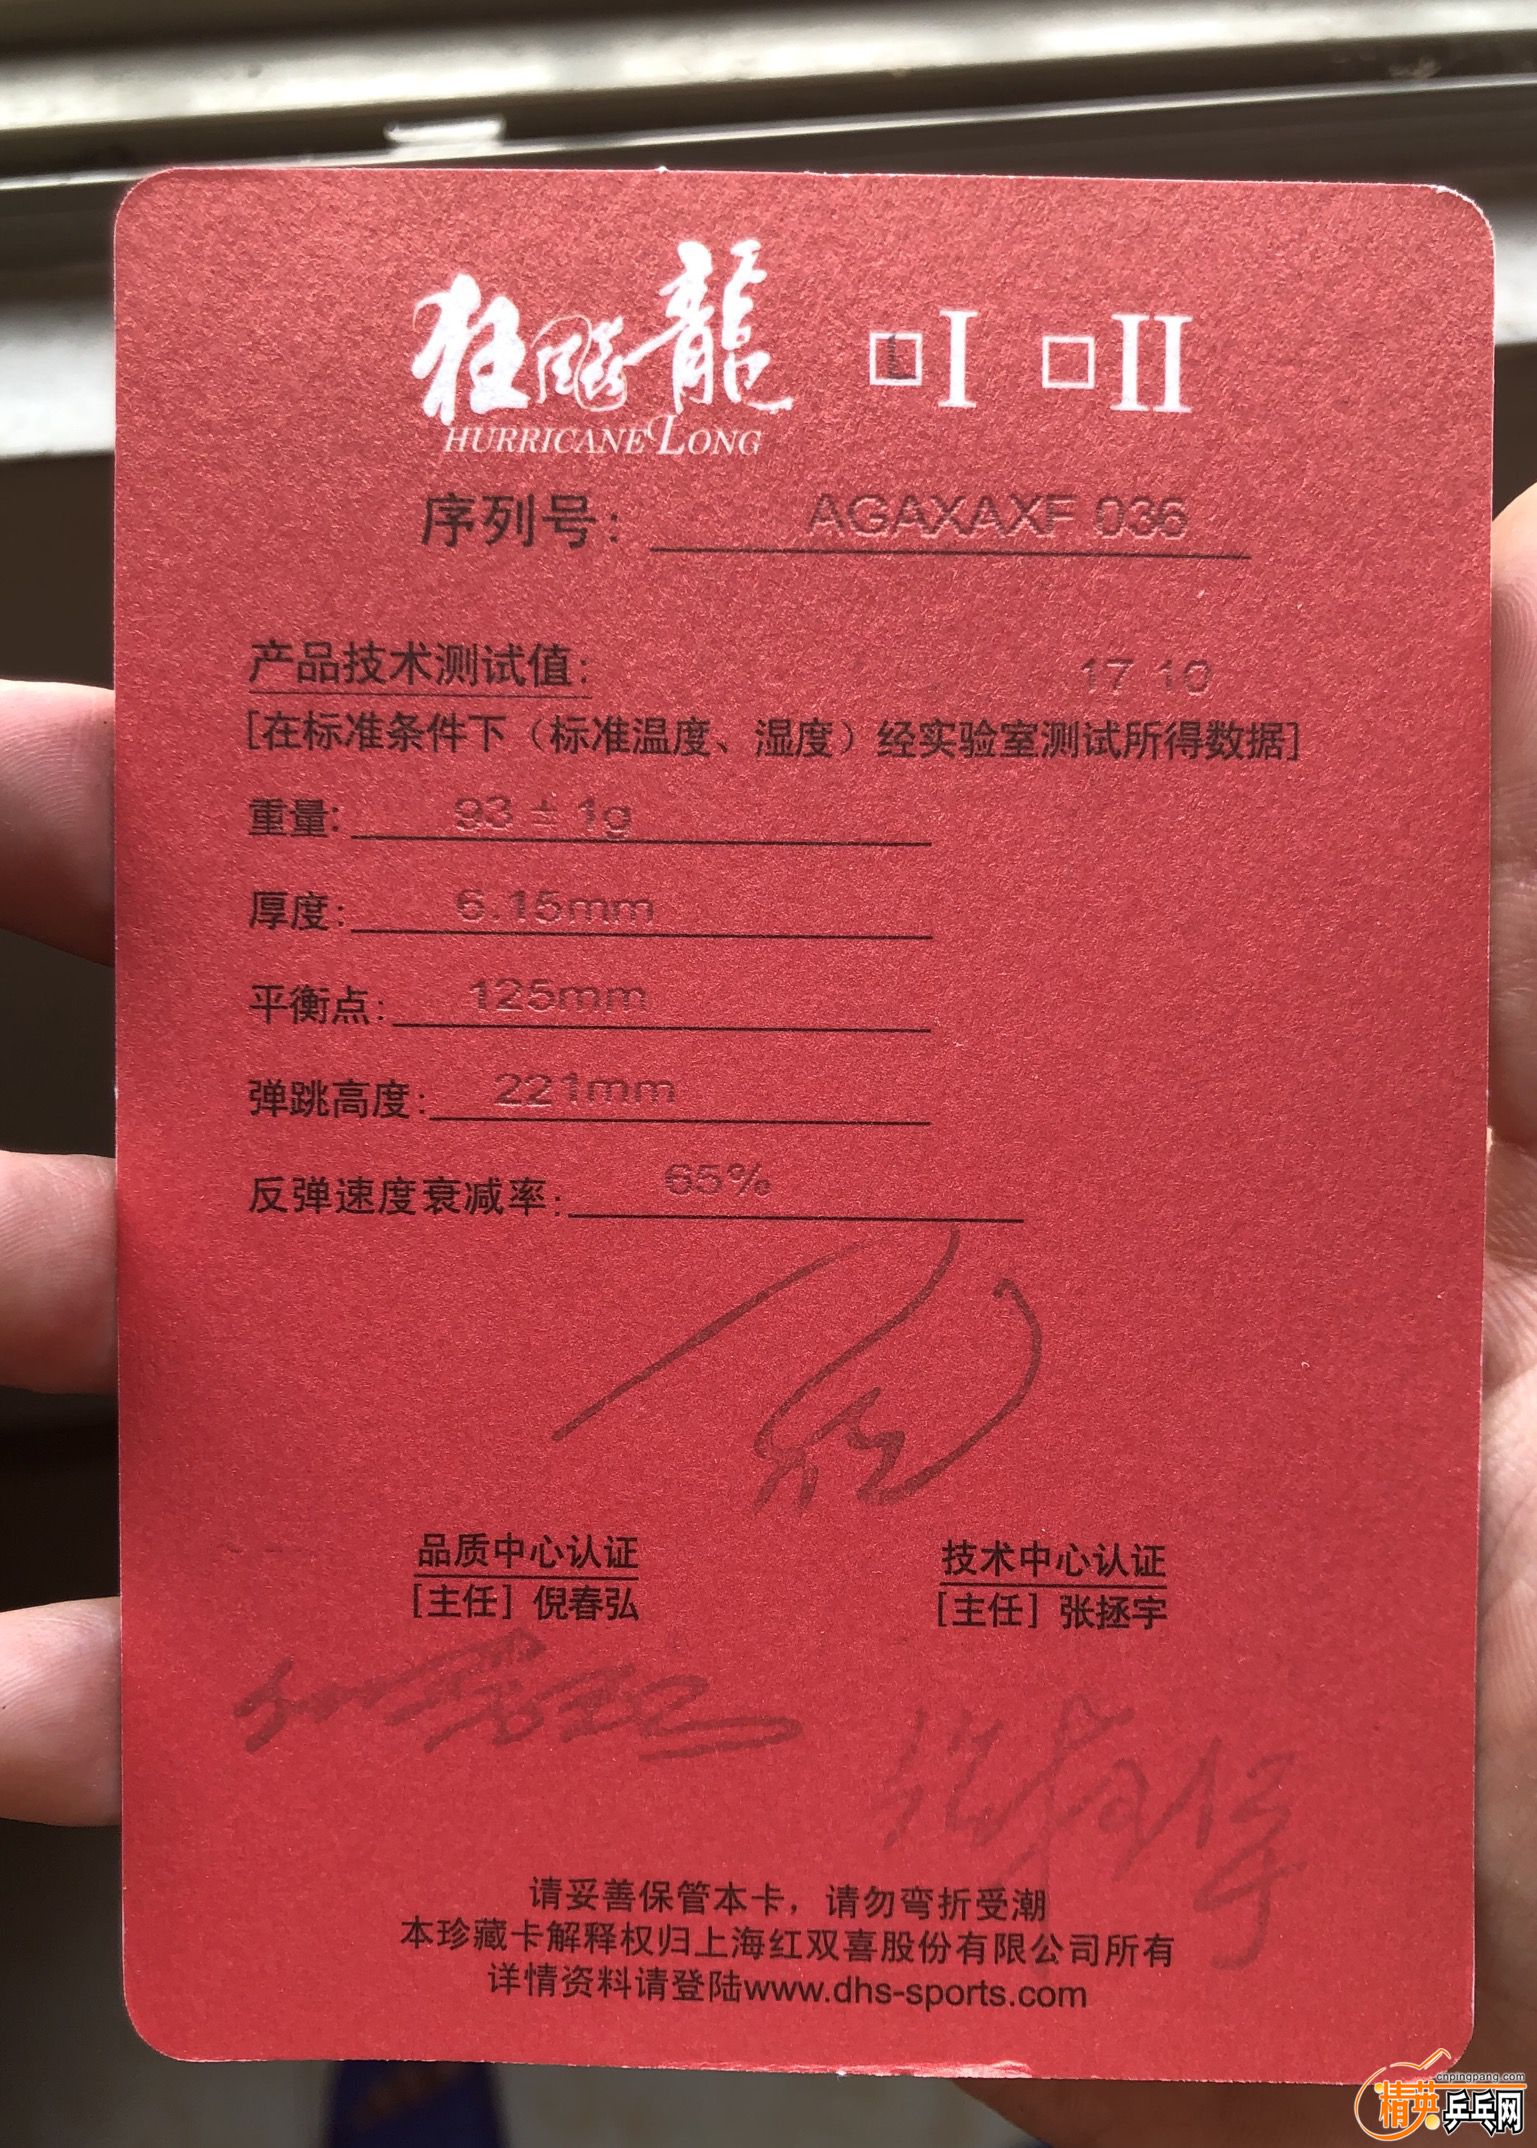 狂飚龍 □I □II
HURRICANE LONG
序列号: AGAXAXF 036
产品技术测试值: 17 10
[在标准条件下（标准温度、湿度）经实验室测试所得数据]
重量: 93 ± 1g
厚度: 6.15mm
平衡点: 125mm
弹跳高度: 221mm
反弹速度衰减率: 65%
品质中心认证 技术中心认证
[主任] 倪春弘 [主任] 张拯宇
请妥善保管本卡，请勿弯折受潮
本珍藏卡解释权归上海红双喜股份有限公司所有
详情资料请登陆www.dhs-sports.com
cnpingpang.com
精英乒乓网